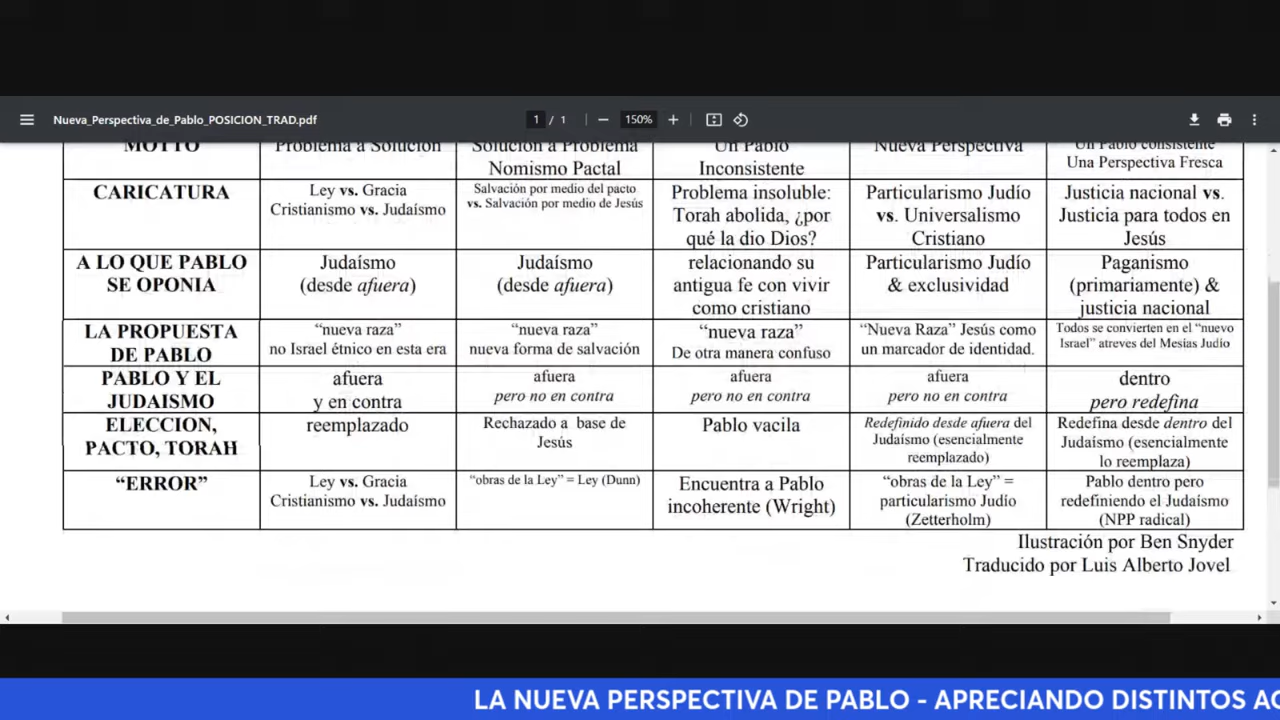 Nueva_Perspectiva_de_Pablo_POSICION_TRAD.pdf
1 / 1
150%
MOTTO
Problema a Solución
Solución a Problema
Nomismo Pactal
Un Pablo
Inconsistente
Nueva Perspectiva
Un Pablo consistente
Una Perspectiva Fresca
CARICATURA
Ley vs. Gracia
Cristianismo vs. Judaísmo
Salvación por medio del pacto
vs. Salvación por medio de Jesús
Problema insoluble:
Torah abolida, ¿por
qué la dio Dios?
Particularismo Judío
vs. Universalismo
Cristiano
Justicia nacional vs.
Justicia para todos en
Jesús
A LO QUE PABLO
SE OPONIA
Judaísmo
(desde afuera)
Judaísmo
(desde afuera)
relacionando su
antigua fe con vivir
como cristiano
Particularismo Judío
& exclusividad
Paganismo
(primariamente) &
justicia nacional
LA PROPUESTA
DE PABLO
“nueva raza”
no Israel étnico en esta era
“nueva raza”
nueva forma de salvación
“nueva raza”
De otra manera confuso
“Nueva Raza” Jesús como
un marcador de identidad.
Todos se convierten en el “nuevo
Israel” atreves del Mesías Judío
PABLO Y EL
JUDAISMO
afuera
y en contra
afuera
pero no en contra
afuera
pero no en contra
afuera
pero no en contra
dentro
pero redefina
ELECCION,
PACTO, TORAH
reemplazado
Rechazado a base de
Jesús
Pablo vacila
Redefinido desde afuera del
Judaísmo (esencialmente
reemplazado)
Redefina desde dentro del
Judaísmo (esencialmente
lo reemplaza)
“ERROR”
Ley vs. Gracia
Cristianismo vs. Judaísmo
“obras de la Ley” = Ley (Dunn)
Encuentra a Pablo
incoherente (Wright)
“obras de la Ley” =
particularismo Judío
(Zetterholm)
Pablo dentro pero
redefiniendo el Judaísmo
(NPP radical)
Ilustración por Ben Snyder
Traducido por Luis Alberto Jovel
LA NUEVA PERSPECTIVA DE PABLO - APRECIANDO DISTINTOS AC